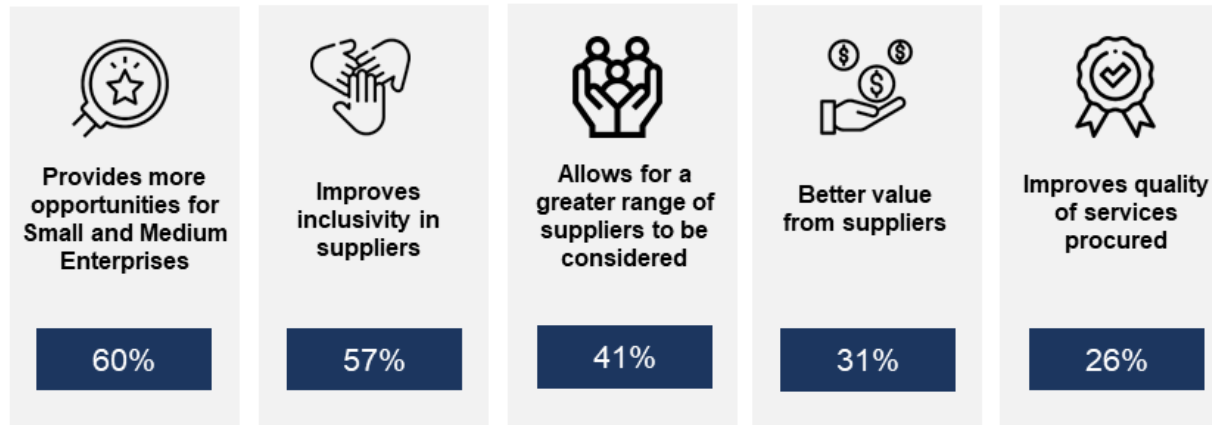 Provides more
opportunities for
Small and Medium
Enterprises
60%
Improves
inclusivity in
suppliers
57%
Allows for a
greater range of
suppliers to be
considered
41%
Better value
from suppliers
31%
Improves quality
of services
procured
26%